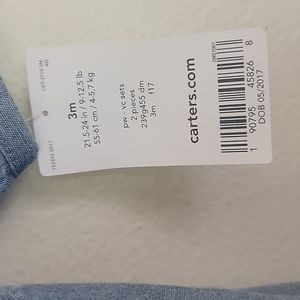 3m
21.5-24 in / 9-12.5 lb
55-61 cm / 4-5.7 kg
pw - vc sets
2 pieces
239g455 dm
3m f17
carters.com
1 90795 45826 8
DOB 05/2017